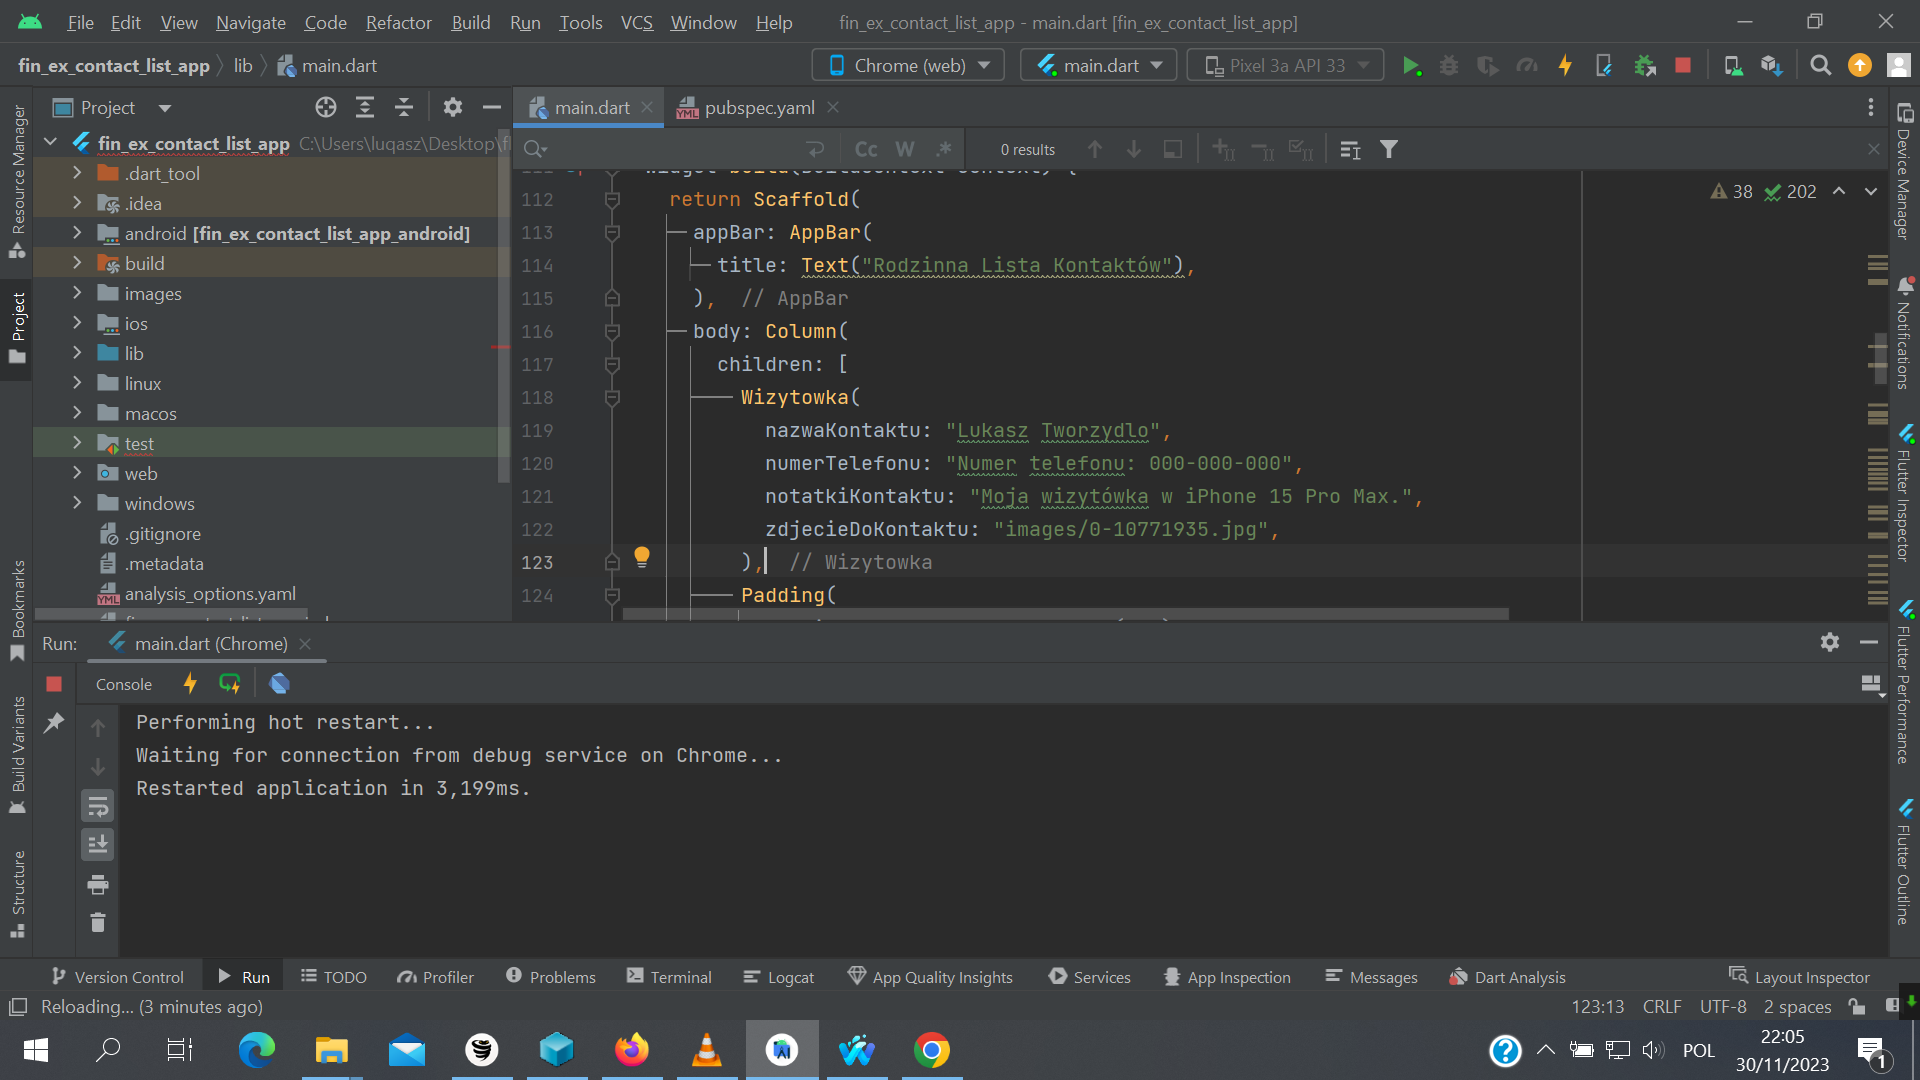 File Edit View Navigate Code Refactor Build Run Tools VCS Window Help fin_ex_contact_list_app - main.dart [fin_ex_contact_list_app]
fin_ex_contact_list_app lib main.dart Chrome (web) main.dart Pixel 3a API 33
Resource Manager
Project
Bookmarks
Build Variants
Structure
Project
fin_ex_contact_list_app C:\Users\luqasz\Desktop\f
.dart_tool
.idea
android [fin_ex_contact_list_app_android]
build
images
ios
lib
linux
macos
test
web
windows
.gitignore
.metadata
YML analysis_options.yaml
main.dart YML pubspec.yaml
Cc W .* 0 results
38 202
111 Widget build(BuildContext context) {
112 return Scaffold(
113 appBar: AppBar(
114 title: Text("Rodzinna Lista Kontaktów"),
115 ), // AppBar
116 body: Column(
117 children: [
118 Wizytowka(
119 nazwaKontaktu: "Lukasz Tworzydlo",
120 numerTelefonu: "Numer telefonu: 000-000-000",
121 notatkiKontaktu: "Moja wizytówka w iPhone 15 Pro Max.",
122 zdjecieDoKontaktu: "images/0-10771935.jpg",
123 ), // Wizytowka
124 Padding(
Device Manager
Notifications
Flutter Inspector
Flutter Performance
Flutter Outline
Run: main.dart (Chrome)
Console
Performing hot restart...
Waiting for connection from debug service on Chrome...
Restarted application in 3,199ms.
Version Control Run TODO Profiler Problems Terminal Logcat App Quality Insights Services App Inspection Messages Dart Analysis Layout Inspector
Reloading... (3 minutes ago) 123:13 CRLF UTF-8 2 spaces
POL 22:05
30/11/2023
1